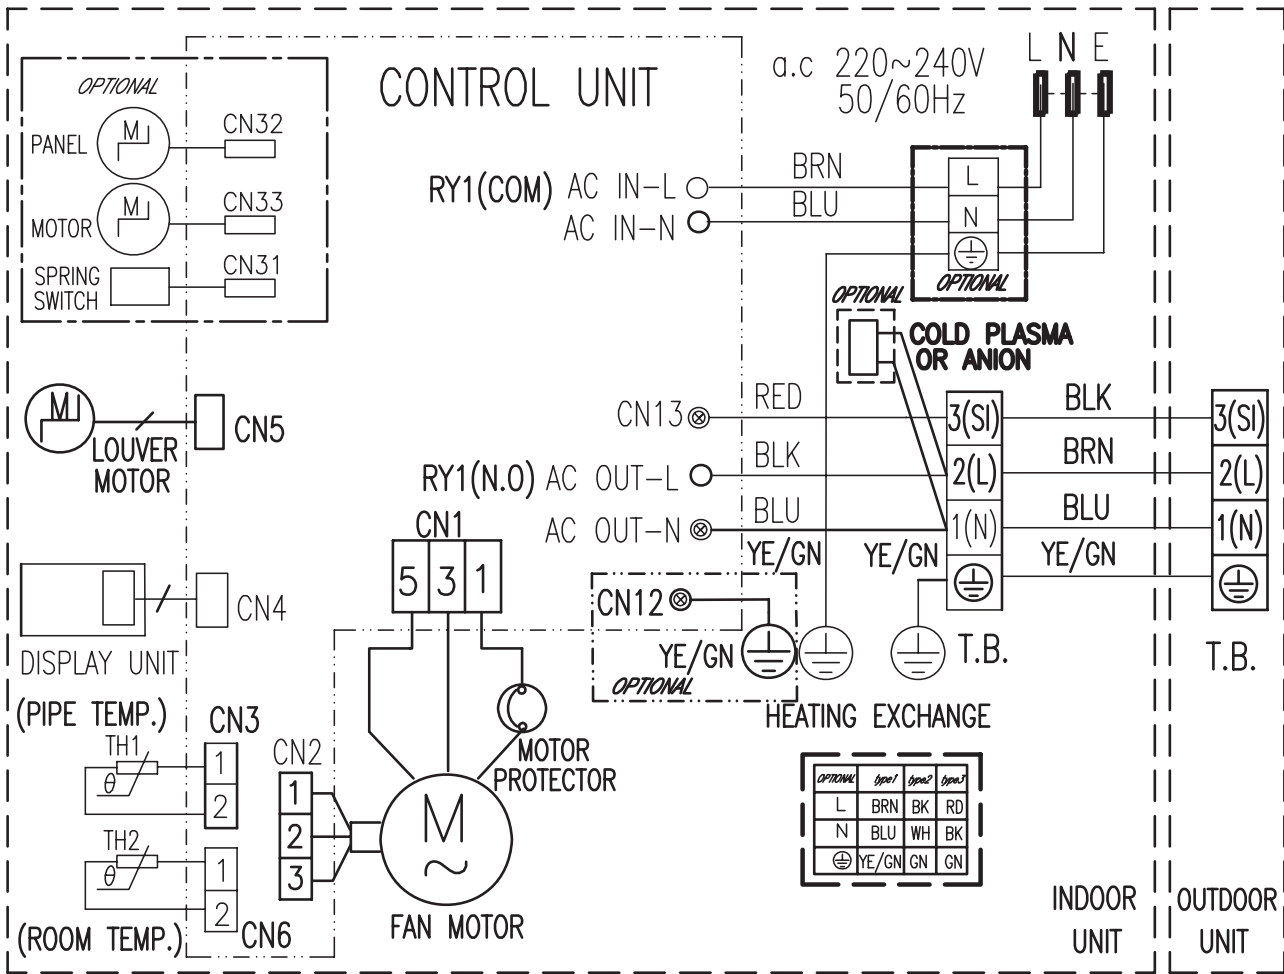 CONTROL UNIT
a.c 220~240V
50/60Hz
L N E
OPTIONAL
PANEL
M
CN32
MOTOR
M
CN33
SPRING
SWITCH
CN31
RY1(COM) AC IN-L
BRN
AC IN-N
BLU
L
N
OPTIONAL
OPTIONAL
COLD PLASMA
OR ANION
M
LOUVER
MOTOR
CN5
CN13
RED
3(SI)
BLK
3(SI)
RY1(N.O) AC OUT-L
BLK
2(L)
BRN
2(L)
AC OUT-N
BLU
1(N)
BLU
1(N)
YE/GN
YE/GN
YE/GN
T.B.
T.B.
CN1
5 3 1
CN12
YE/GN
OPTIONAL
HEATING EXCHANGE
CN4
DISPLAY UNIT
(PIPE TEMP.)
TH1
θ
CN3
1
2
TH2
θ
1
2
CN6
(ROOM TEMP.)
CN2
1
2
3
MOTOR
PROTECTOR
M
~
FAN MOTOR
OPTIONAL type1 type2 type3
L BRN BK RD
N BLU WH BK
YE/GN GN GN
INDOOR
UNIT
OUTDOOR
UNIT